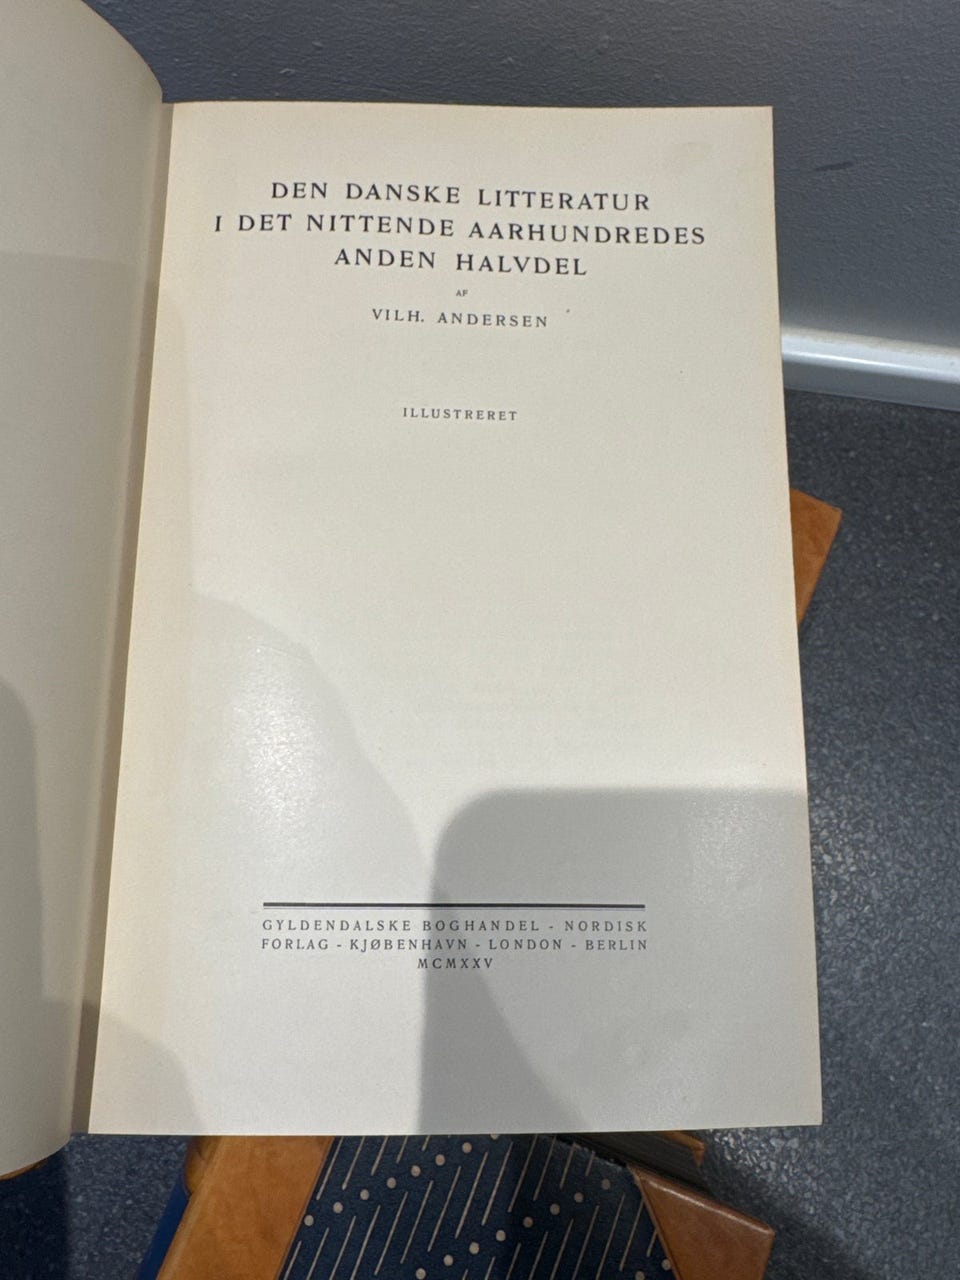 DEN DANSKE LITTERATUR
I DET NITTENDE AARHUNDREDES
ANDEN HALVDEL
AF
VILH. ANDERSEN
ILLUSTRERET
GYLDENDALSKE BOGHANDEL - NORDISK
FORLAG - KJØBENHAVN - LONDON - BERLIN
MCMXXV